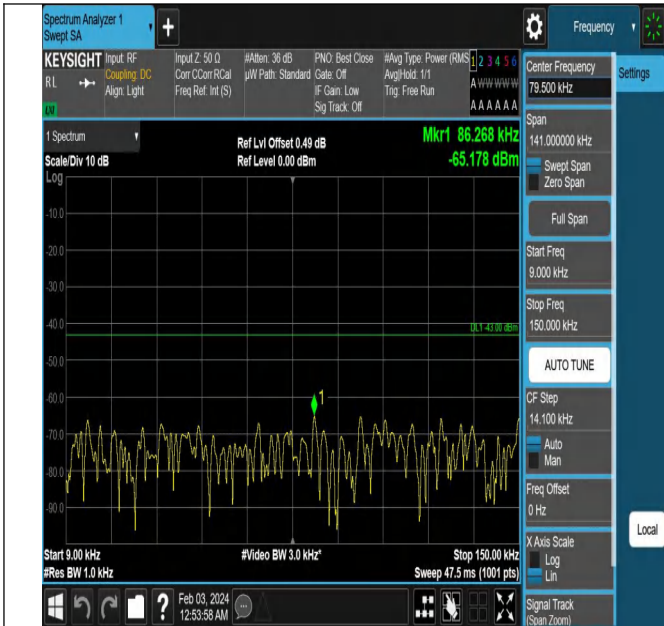 Spectrum Analyzer 1
Swept SA
Frequency
KEYSIGHT
RL
Input: RF
Coupling: DC
Align: Light
Input Z: 50 Ω
Corr CCorr RCal
Freq Ref: Int (S)
#Atten: 36 dB
µW Path: Standard
PNO: Best Close
Gate: Off
IF Gain: Low
Sig Track: Off
#Avg Type: Power (RMS
Avg|Hold: 1/1
Trig: Free Run
1 2 3 4 5 6
A W W W W W
A A A A A A
Center Frequency
79.500 kHz
Settings
Span
141.000000 kHz
Swept Span
Zero Span
Full Span
Start Freq
9.000 kHz
Stop Freq
150.000 kHz
AUTO TUNE
CF Step
14.100 kHz
Auto
Man
Freq Offset
0 Hz
X Axis Scale
Log
Lin
Signal Track
(Span Zoom)
Local
1 Spectrum
Scale/Div 10 dB
Ref Lvl Offset 0.49 dB
Ref Level 0.00 dBm
Mkr1 86.268 kHz
-65.178 dBm
Log
-10.0
-20.0
-30.0
-40.0
DL1 -43.00 dBm
-50.0
-60.0
1
-70.0
-80.0
-90.0
Start 9.00 kHz
#Video BW 3.0 kHz*
Stop 150.00 kHz
#Res BW 1.0 kHz
Sweep 47.5 ms (1001 pts)
Feb 03, 2024
12:53:58 AM